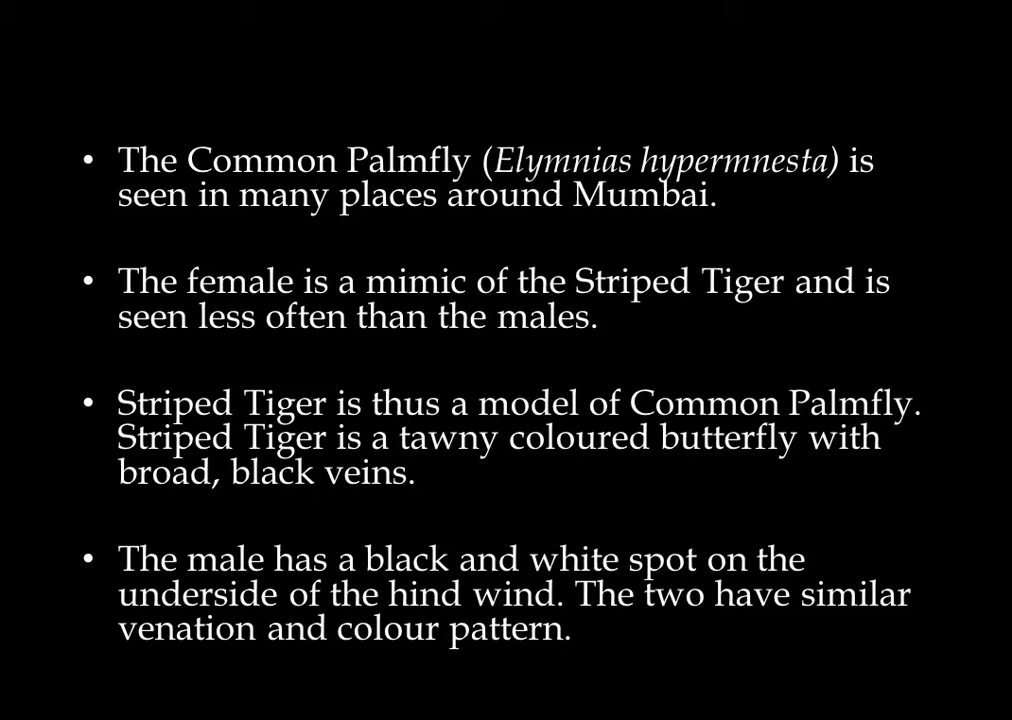 • The Common Palmfly (Elymnias hypermnesta) is
seen in many places around Mumbai.
• The female is a mimic of the Striped Tiger and is
seen less often than the males.
• Striped Tiger is thus a model of Common Palmfly.
Striped Tiger is a tawny coloured butterfly with
broad, black veins.
• The male has a black and white spot on the
underside of the hind wind. The two have similar
venation and colour pattern.